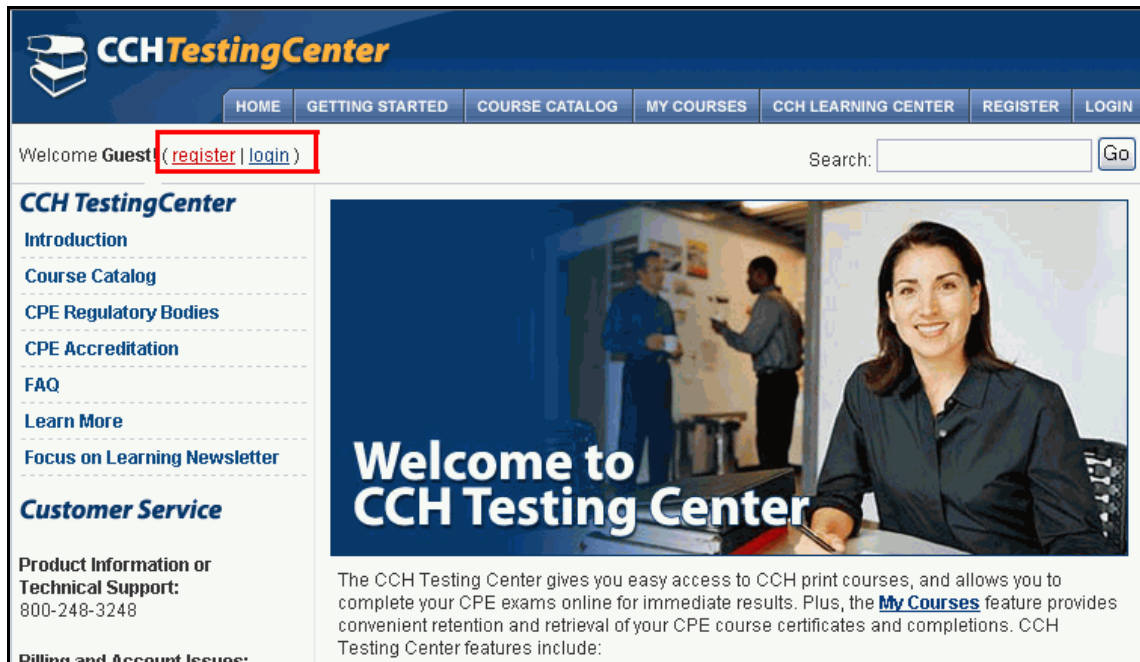 CCHTestingCenter
HOME GETTING STARTED COURSE CATALOG MY COURSES CCH LEARNING CENTER REGISTER LOGIN
Welcome Guest! ( register | login )
Search: Go
CCH TestingCenter
Introduction
Course Catalog
CPE Regulatory Bodies
CPE Accreditation
FAQ
Learn More
Focus on Learning Newsletter
Customer Service
Product Information or
Technical Support:
800-248-3248
Billing and Account Issues:
Welcome to
CCH Testing Center
The CCH Testing Center gives you easy access to CCH print courses, and allows you to
complete your CPE exams online for immediate results. Plus, the My Courses feature provides
convenient retention and retrieval of your CPE course certificates and completions. CCH
Testing Center features include: